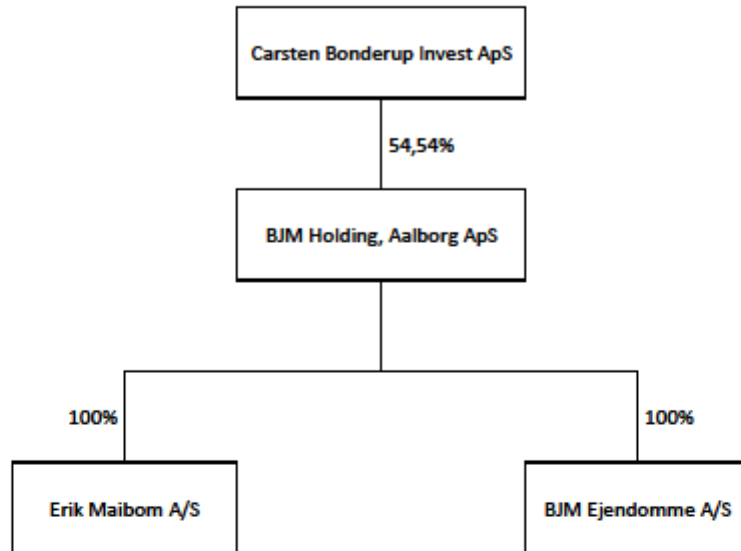 Carsten Bonderup Invest ApS
54,54%
BJM Holding, Aalborg ApS
100%
100%
Erik Maibom A/S
BJM Ejendomme A/S